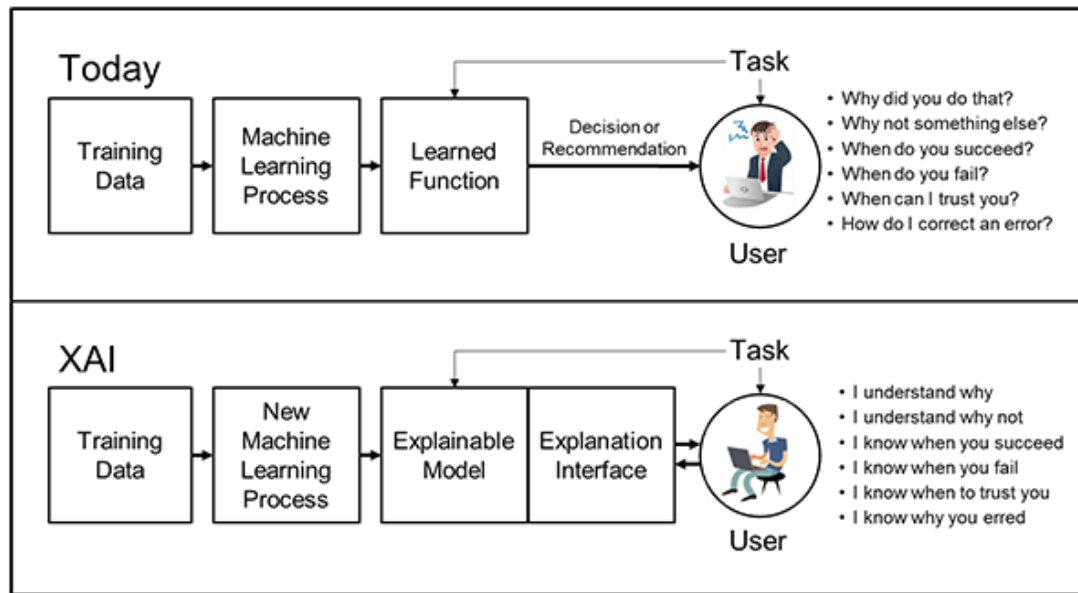 Today
Task
Training
Data
Machine
Learning
Process
Learned
Function
Decision or
Recommendation
User
• Why did you do that?
• Why not something else?
• When do you succeed?
• When do you fail?
• When can I trust you?
• How do I correct an error?
XAI
Task
Training
Data
New
Machine
Learning
Process
Explainable
Model
Explanation
Interface
User
• I understand why
• I understand why not
• I know when you succeed
• I know when you fail
• I know when to trust you
• I know why you erred